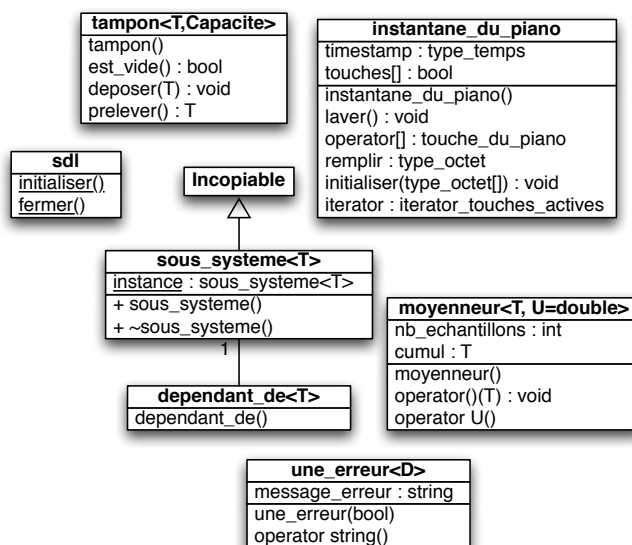 tampon<T,Capacite>
tampon()
est_vide() : bool
deposer(T) : void
prelever() : T
instantane_du_piano
timestamp : type_temps
touches[] : bool
instantane_du_piano()
laver() : void
operator[] : touche_du_piano
remplir : type_octet
initialiser(type_octet[]) : void
iterator : iterator_touches_actives
sdl
initialiser()
fermer()
Incopiable
sous_systeme<T>
instance : sous_systeme<T>
+ sous_systeme()
+ ~sous_systeme()
1
dependant_de<T>
dependant_de()
moyenneur<T, U=double>
nb_echantillons : int
cumul : T
moyenneur()
operator()(T) : void
operator U()
une_erreur<D>
message_erreur : string
une_erreur(bool)
operator string()